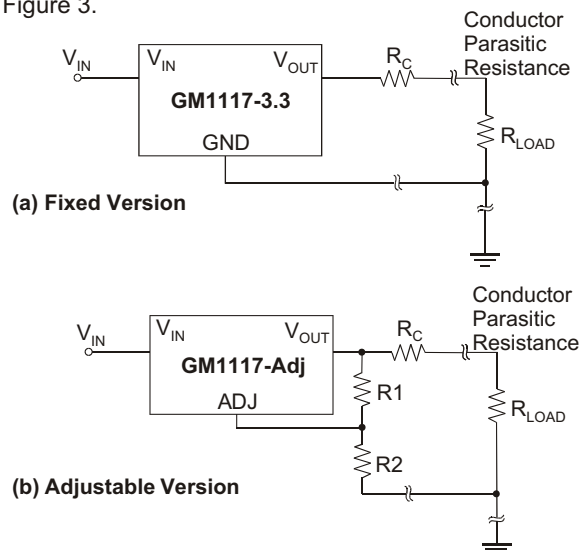 Figure 3.
Conductor
Parasitic
Resistance
V_IN
V_IN
V_OUT
R_C
GM1117-3.3
GND
R_LOAD
(a) Fixed Version
Conductor
Parasitic
Resistance
V_IN
V_IN
V_OUT
R_C
GM1117-Adj
ADJ
R1
R_LOAD
R2
(b) Adjustable Version